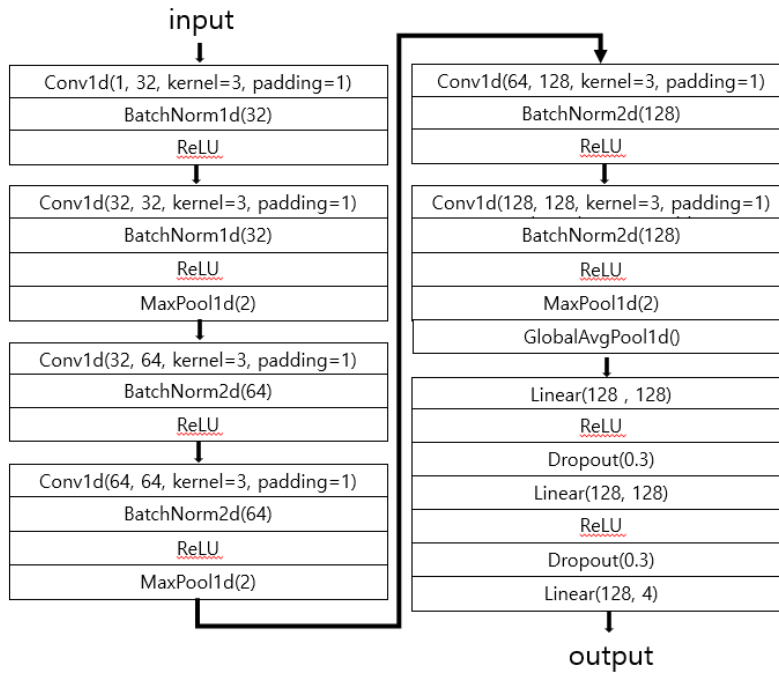 input
Conv1d(1, 32, kernel=3, padding=1)
BatchNorm1d(32)
ReLU
Conv1d(32, 32, kernel=3, padding=1)
BatchNorm1d(32)
ReLU
MaxPool1d(2)
Conv1d(32, 64, kernel=3, padding=1)
BatchNorm2d(64)
ReLU
Conv1d(64, 64, kernel=3, padding=1)
BatchNorm2d(64)
ReLU
MaxPool1d(2)
Conv1d(64, 128, kernel=3, padding=1)
BatchNorm2d(128)
ReLU
Conv1d(128, 128, kernel=3, padding=1)
BatchNorm2d(128)
ReLU
MaxPool1d(2)
GlobalAvgPool1d()
Linear(128 , 128)
ReLU
Dropout(0.3)
Linear(128, 128)
ReLU
Dropout(0.3)
Linear(128, 4)
output